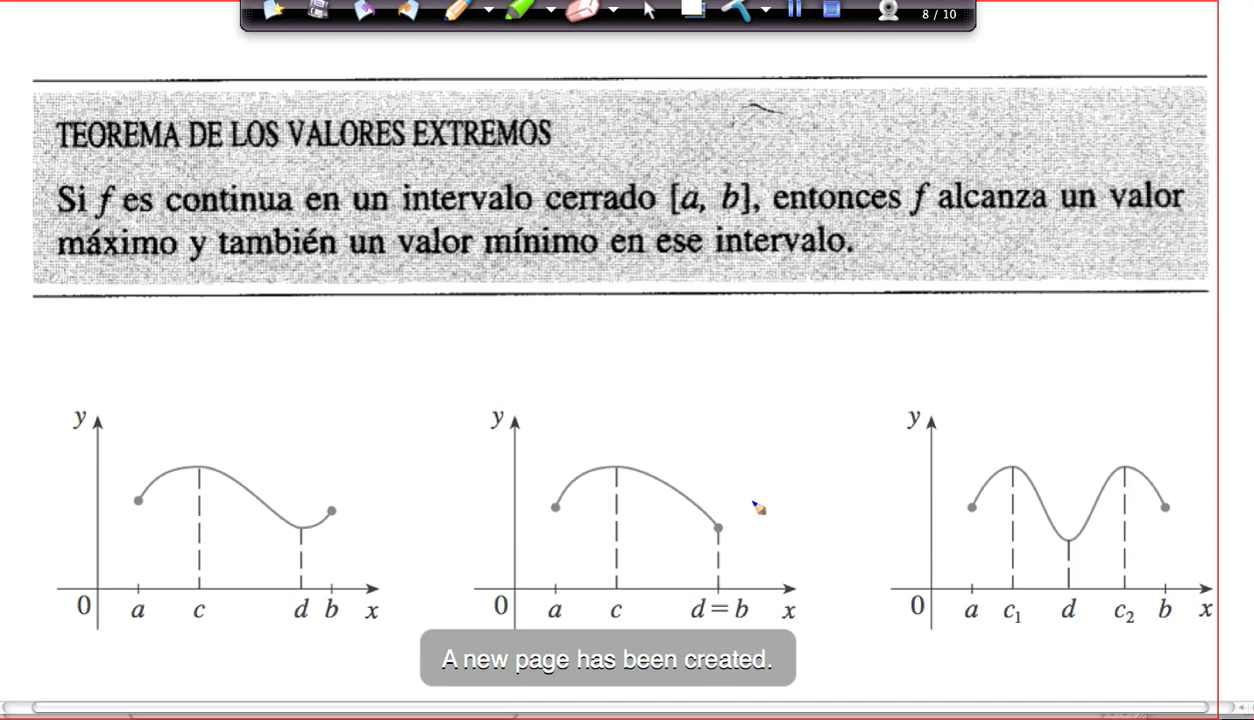 8 / 10
TEOREMA DE LOS VALORES EXTREMOS
Si f es continua en un intervalo cerrado [a, b], entonces f alcanza un valor
máximo y también un valor mínimo en ese intervalo.
y
0 a c d b x
y
0 a c d = b x
y
0 a c₁ d c₂ b x
A new page has been created.